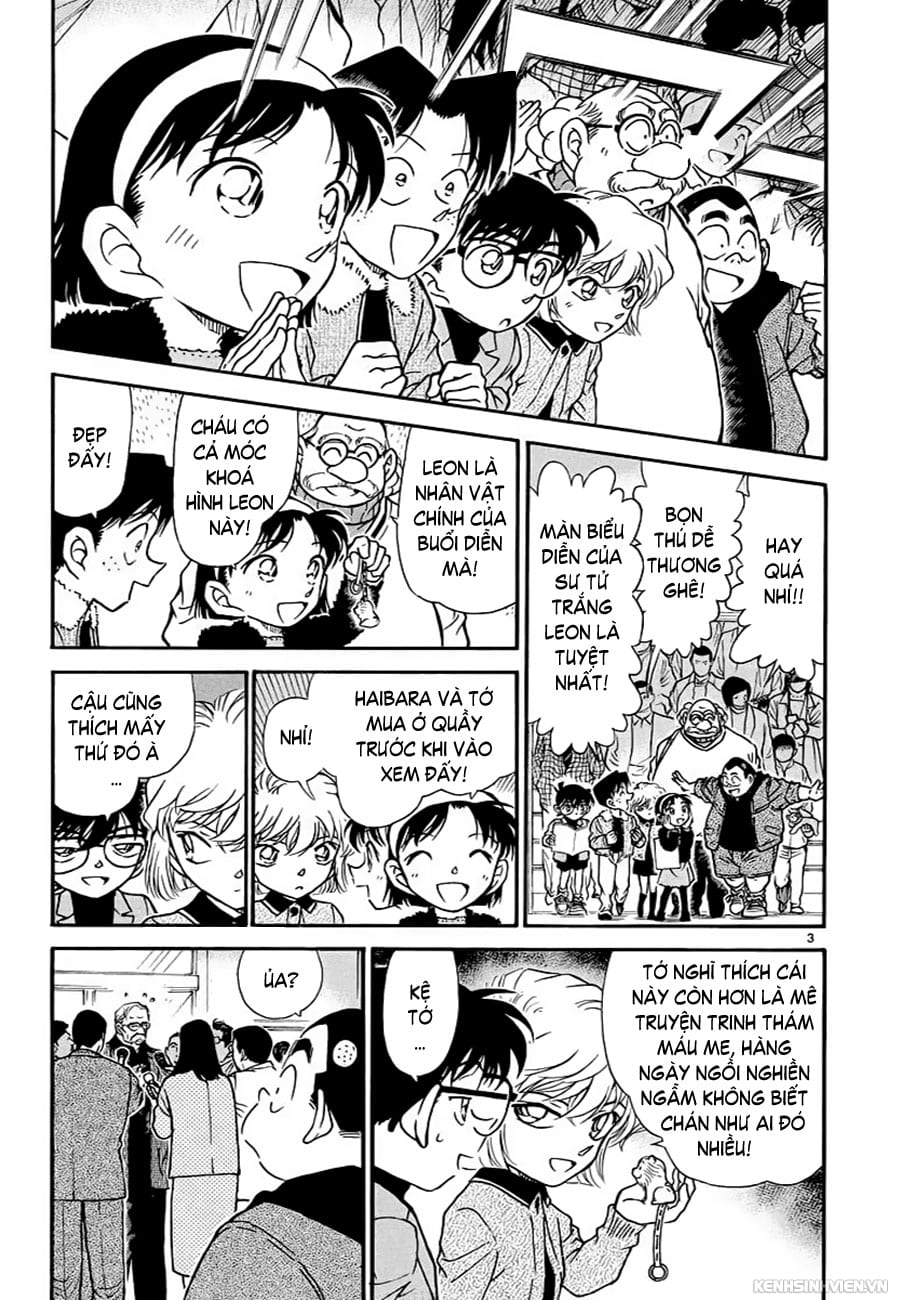 HAY
QUÁ
NHỈ!!
BỌN
THÚ DỄ
THƯƠNG
GHÊ!
MÀN BIỂU
DIỄN CỦA
SƯ TỬ
TRẮNG
LEON LÀ
TUYỆT
NHẤT!
LEON LÀ
NHÂN VẬT
CHÍNH CỦA
BUỔI DIỄN
MÀ!
CHÁU CÓ
CẢ MÓC
KHOÁ
HÌNH LEON
NÀY!
ĐẸP
ĐẤY!
HAIBARA VÀ TỚ
MUA Ở QUẦY
TRƯỚC KHI VÀO
XEM ĐẤY!
NHỈ!
CẬU CŨNG
THÍCH MẤY
THỨ ĐÓ À
...
3
TỚ NGHĨ THÍCH CÁI
NÀY CÒN HƠN LÀ MÊ
TRUYỆN TRINH THÁM
MÁU ME, HÀNG
NGÀY NGỒI NGHIỀN
NGẪM KHÔNG BIẾT
CHÁN NHƯ AI ĐÓ
NHIỀU!
KỆ
TỚ
...
ỦA?
KENHSINHVIEN.VN